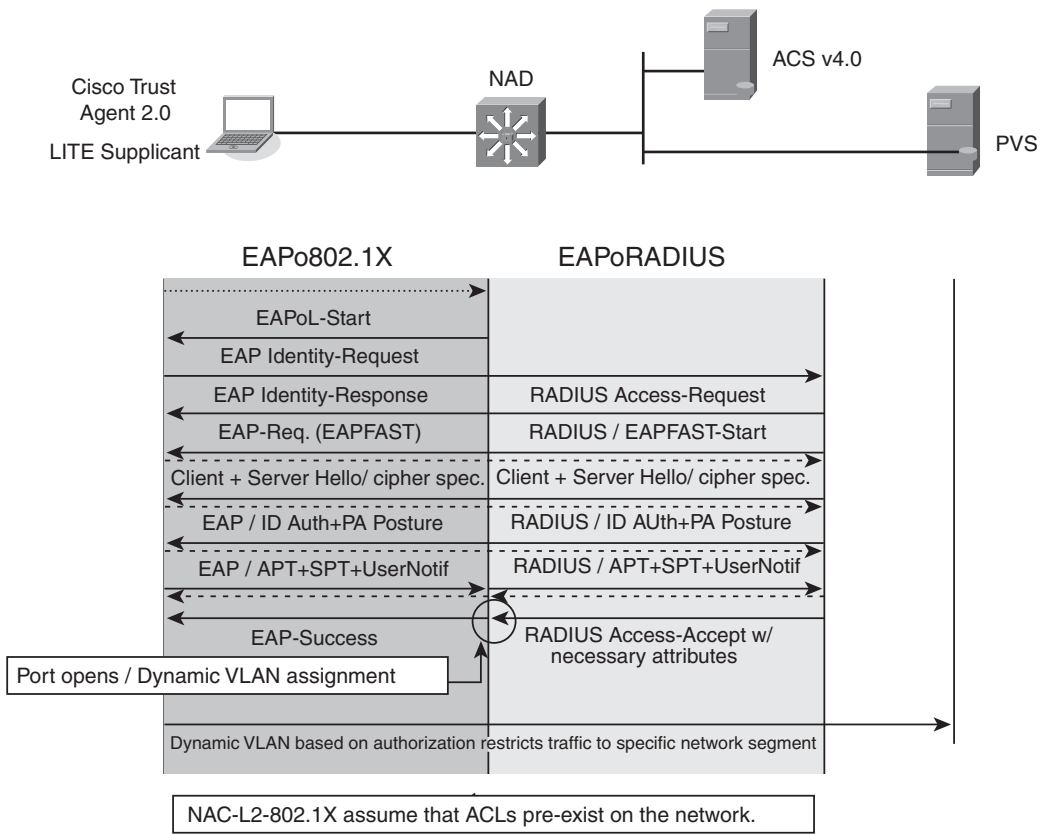 Cisco Trust
Agent 2.0
LITE Supplicant
NAD
ACS v4.0
PVS
EAPo802.1X
EAPoRADIUS
EAPoL-Start
EAP Identity-Request
EAP Identity-Response
RADIUS Access-Request
EAP-Req. (EAPFAST)
RADIUS / EAPFAST-Start
Client + Server Hello/ cipher spec.
Client + Server Hello/ cipher spec.
EAP / ID Auth+PA Posture
RADIUS / ID AUth+PA Posture
EAP / APT+SPT+UserNotif
RADIUS / APT+SPT+UserNotif
EAP-Success
RADIUS Access-Accept w/
necessary attributes
Port opens / Dynamic VLAN assignment
Dynamic VLAN based on authorization restricts traffic to specific network segment
NAC-L2-802.1X assume that ACLs pre-exist on the network.